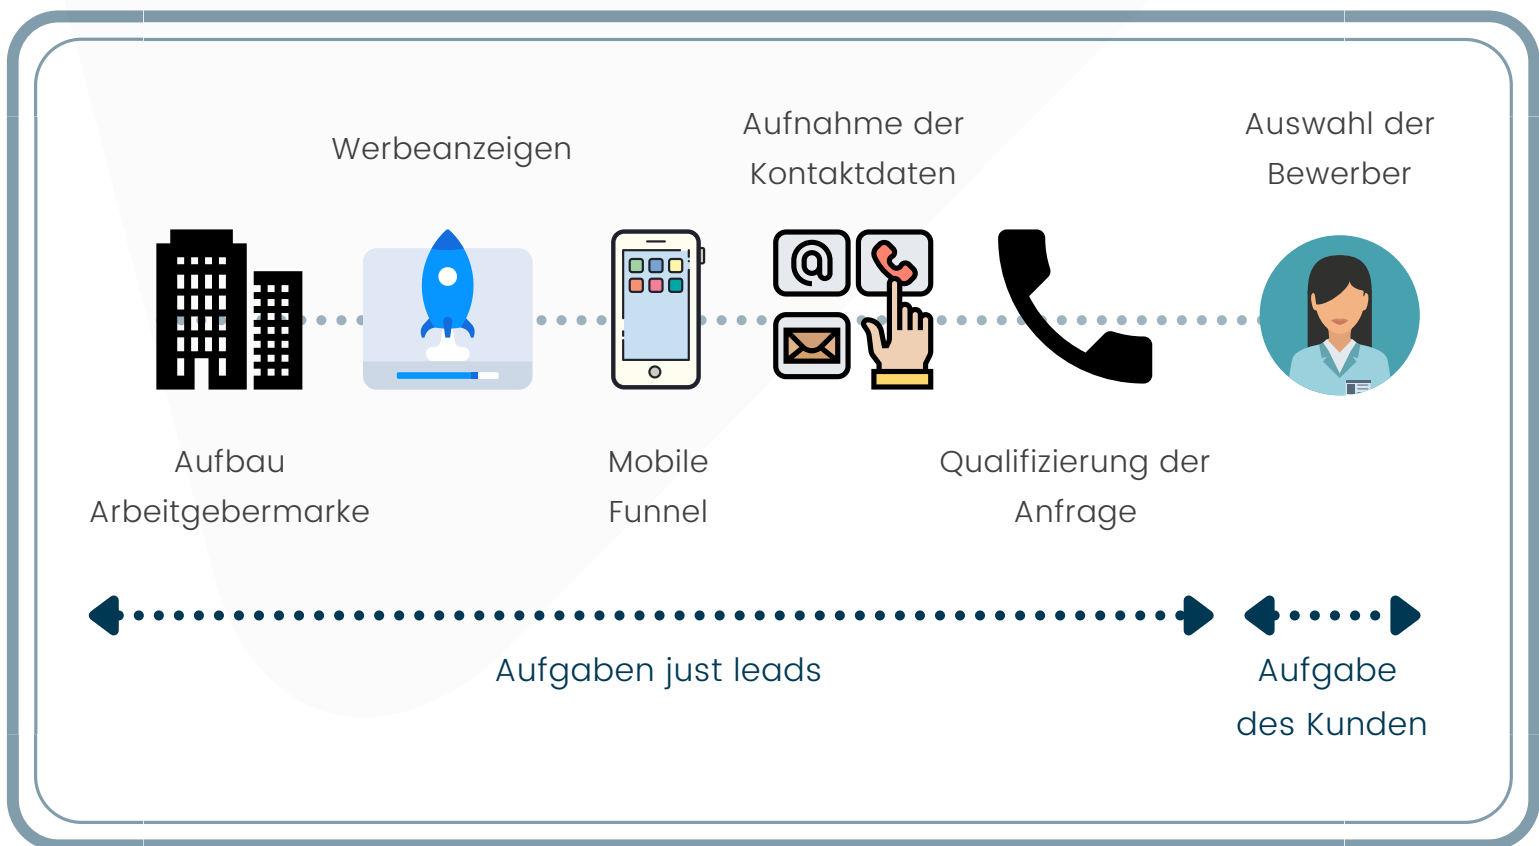 Werbeanzeigen
Aufnahme der
Kontaktdaten
Auswahl der
Bewerber
@
Aufbau
Arbeitgebermarke
Mobile
Funnel
Qualifizierung der
Anfrage
Aufgaben just leads
Aufgabe
des Kunden